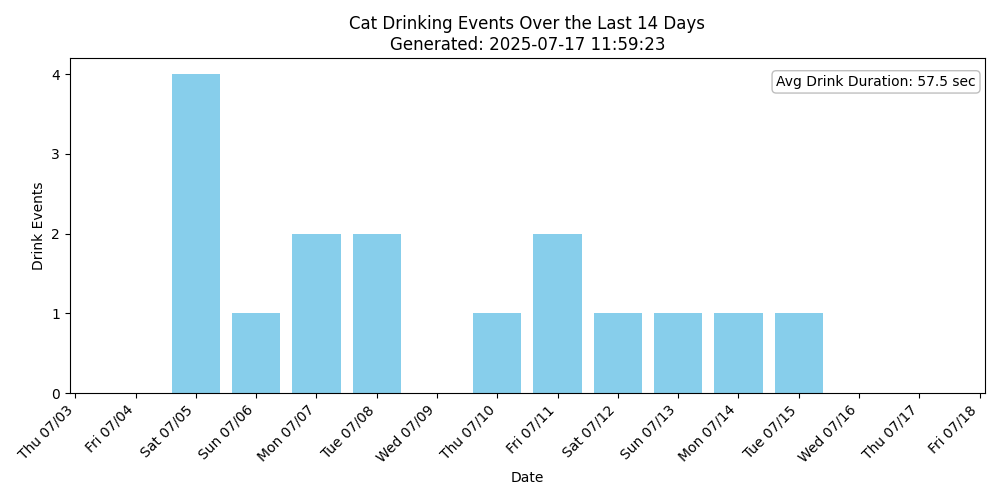 Cat Drinking Events Over the Last 14 Days
Generated: 2025-07-17 11:59:23
Avg Drink Duration: 57.5 sec
Drink Events
4
3
2
1
0
Thu 07/03
Fri 07/04
Sat 07/05
Sun 07/06
Mon 07/07
Tue 07/08
Wed 07/09
Thu 07/10
Fri 07/11
Sat 07/12
Sun 07/13
Mon 07/14
Tue 07/15
Wed 07/16
Thu 07/17
Fri 07/18
Date